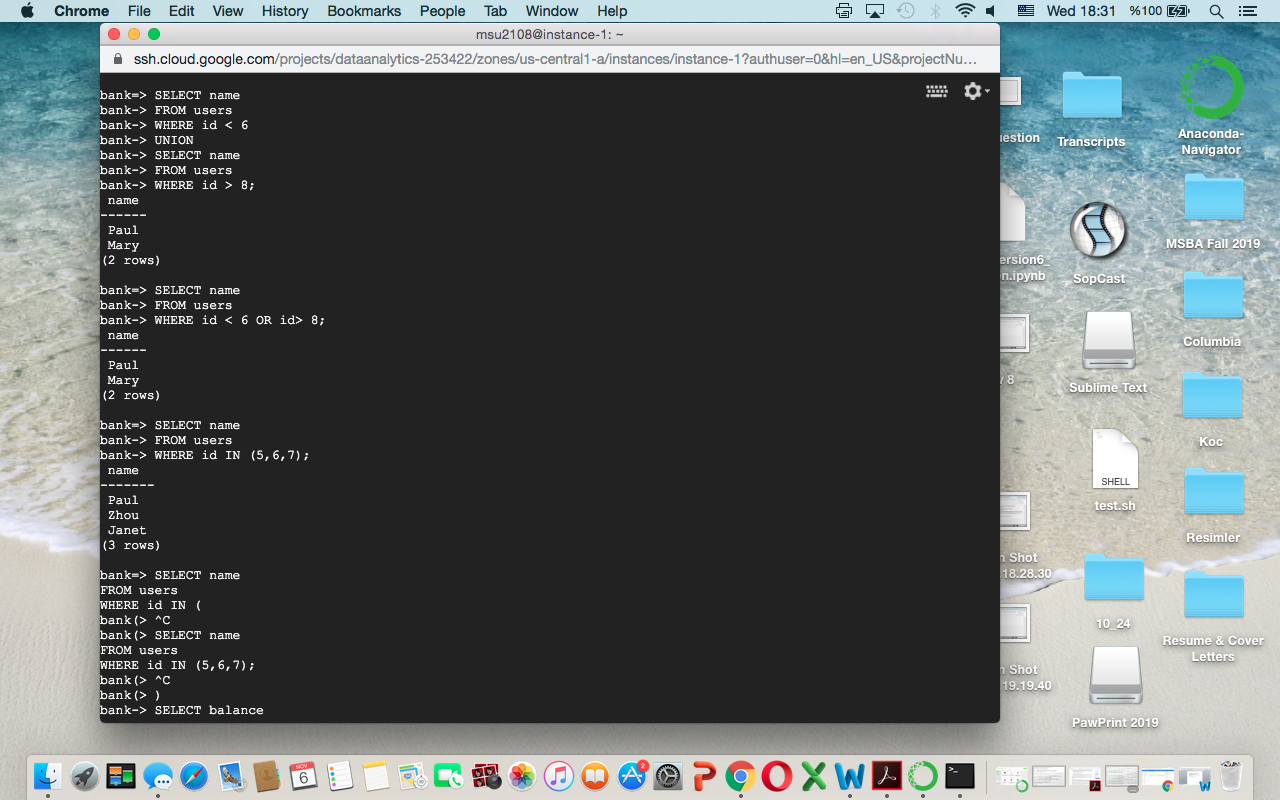 Chrome File Edit View History Bookmarks People Tab Window Help Wed 18:31 %100
msu2108@instance-1: ~
ssh.cloud.google.com/projects/dataanalytics-253422/zones/us-central1-a/instances/instance-1?authuser=0&hl=en_US&projectNu...
bank=> SELECT name
bank-> FROM users
bank-> WHERE id < 6
bank-> UNION
bank-> SELECT name
bank-> FROM users
bank-> WHERE id > 8;
name
------
Paul
Mary
(2 rows)
bank=> SELECT name
bank-> FROM users
bank-> WHERE id < 6 OR id> 8;
name
------
Paul
Mary
(2 rows)
bank=> SELECT name
bank-> FROM users
bank-> WHERE id IN (5,6,7);
name
-------
Paul
Zhou
Janet
(3 rows)
bank=> SELECT name
FROM users
WHERE id IN (
bank(> ^C
bank(> SELECT name
FROM users
WHERE id IN (5,6,7);
bank(> ^C
bank(> )
bank-> SELECT balance
estion
Transcripts
Anaconda-
Navigator
ersion6_
n.ipynb
SopCast
MSBA Fall 2019
v 8
Sublime Text
Columbia
Koc
SHELL
test.sh
Resimler
n Shot
18.28.30
10_24
Resume & Cover
Letters
n Shot
19.19.40
PawPrint 2019
NOV
6
2